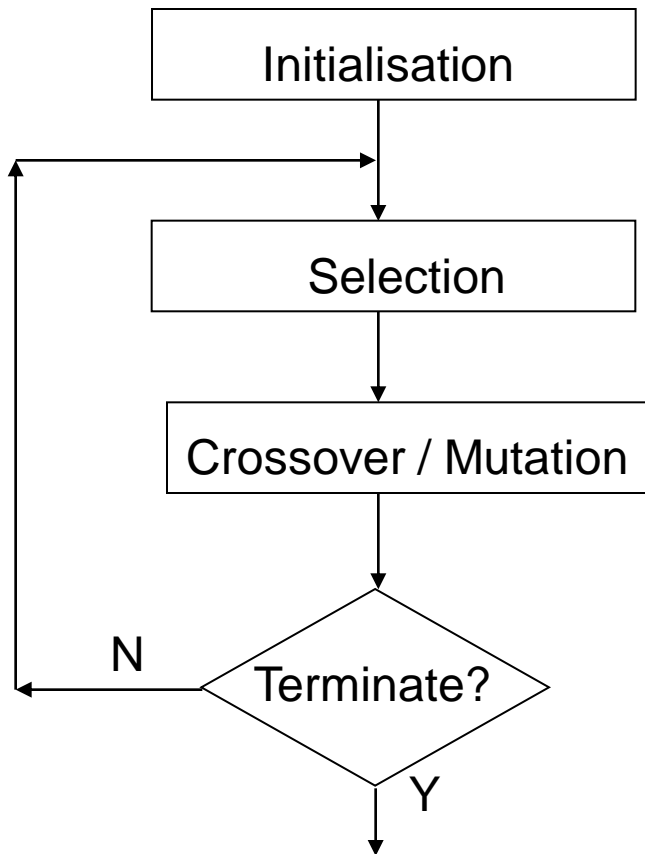 Initialisation
Selection
Crossover / Mutation
N
Terminate?
Y